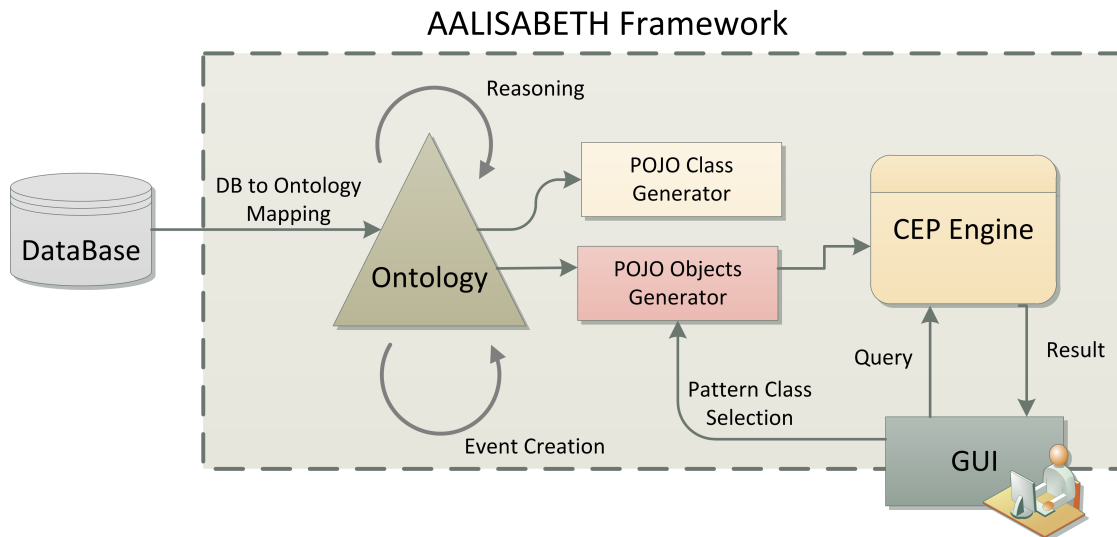 AALISABETH Framework
Reasoning
POJO Class
Generator
DB to Ontology
Mapping
DataBase
Ontology
POJO Objects
Generator
CEP Engine
Query
Result
Pattern Class
Selection
Event Creation
GUI